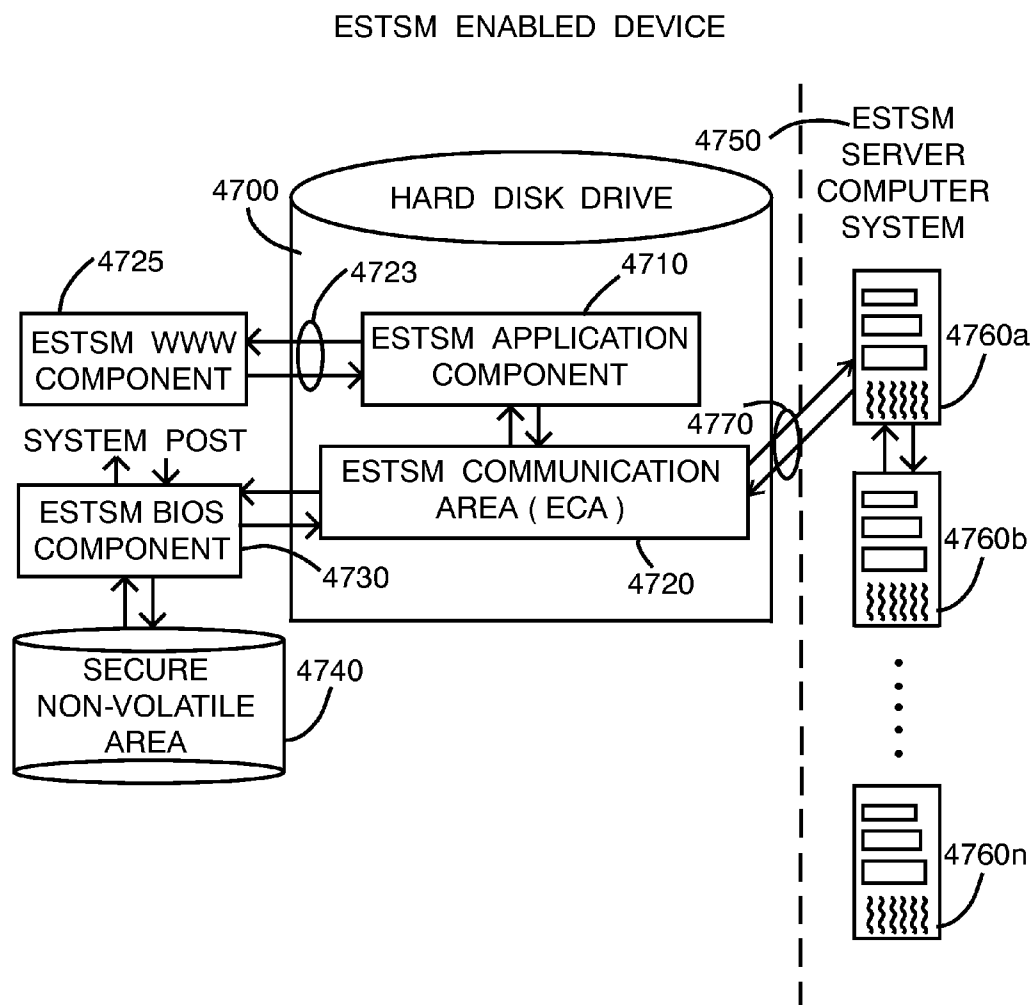 ESTSM ENABLED DEVICE
4750
ESTSM
SERVER
COMPUTER
SYSTEM
4700
HARD DISK DRIVE
4725
4723
4710
ESTSM WWW
COMPONENT
ESTSM APPLICATION
COMPONENT
4760a
SYSTEM POST
4770
ESTSM BIOS
COMPONENT
ESTSM COMMUNICATION
AREA ( ECA )
4730
4720
4760b
SECURE
NON-VOLATILE
AREA
4740
4760n